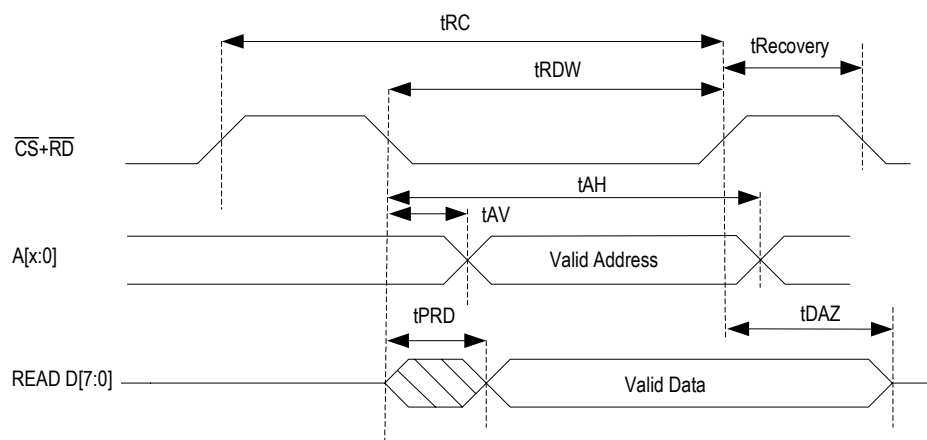 tRC
tRecovery
tRDW
CS+RD
tAH
tAV
A[x:0]
Valid Address
tPRD
tDAZ
READ D[7:0]
Valid Data